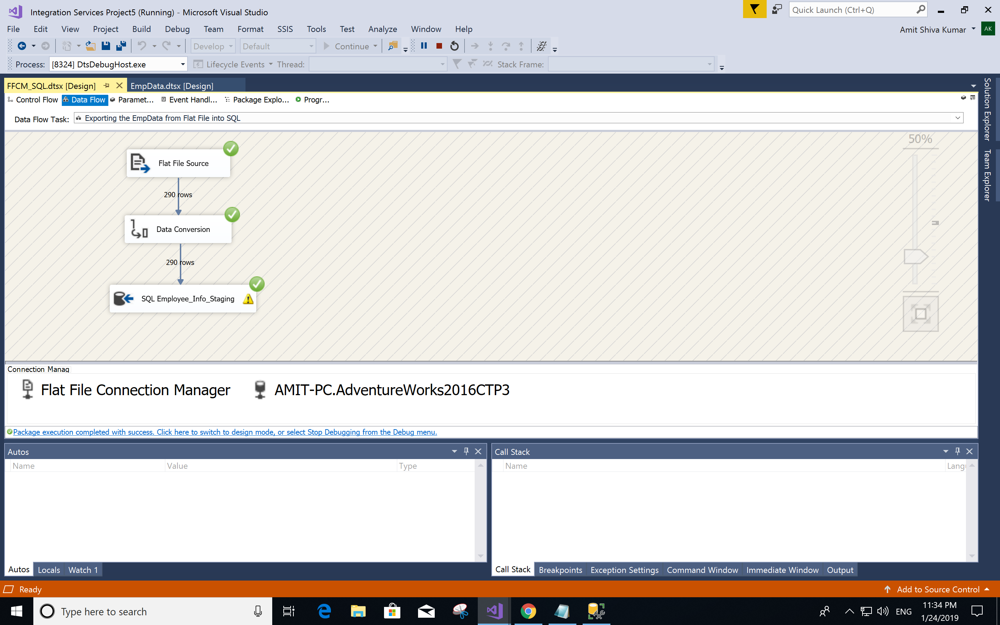 Integration Services Project5 (Running) - Microsoft Visual Studio
Quick Launch (Ctrl+Q)
File Edit View Project Build Debug Team Format SSIS Tools Test Analyze Window Help
Amit Shiva Kumar AK
Develop Default Continue
Process: [8324] DtsDebugHost.exe Lifecycle Events Thread: Stack Frame:
FFCM_SQL.dtsx [Design] EmpData.dtsx [Design]
Control Flow Data Flow Paramet... Event Handl... Package Explo... Progr...
Data Flow Task: Exporting the EmpData from Flat File into SQL
Solution Explorer
Team Explorer
50%
Flat File Source
290 rows
Data Conversion
290 rows
SQL Employee_Info_Staging
Connection Manag
Flat File Connection Manager AMIT-PC.AdventureWorks2016CTP3
Package execution completed with success. Click here to switch to design mode, or select Stop Debugging from the Debug menu.
Autos
Name Value Type
Call Stack
Name Langu
Autos Locals Watch 1
Call Stack Breakpoints Exception Settings Command Window Immediate Window Output
Ready
Add to Source Control
Type here to search
ENG
11:34 PM
1/24/2019